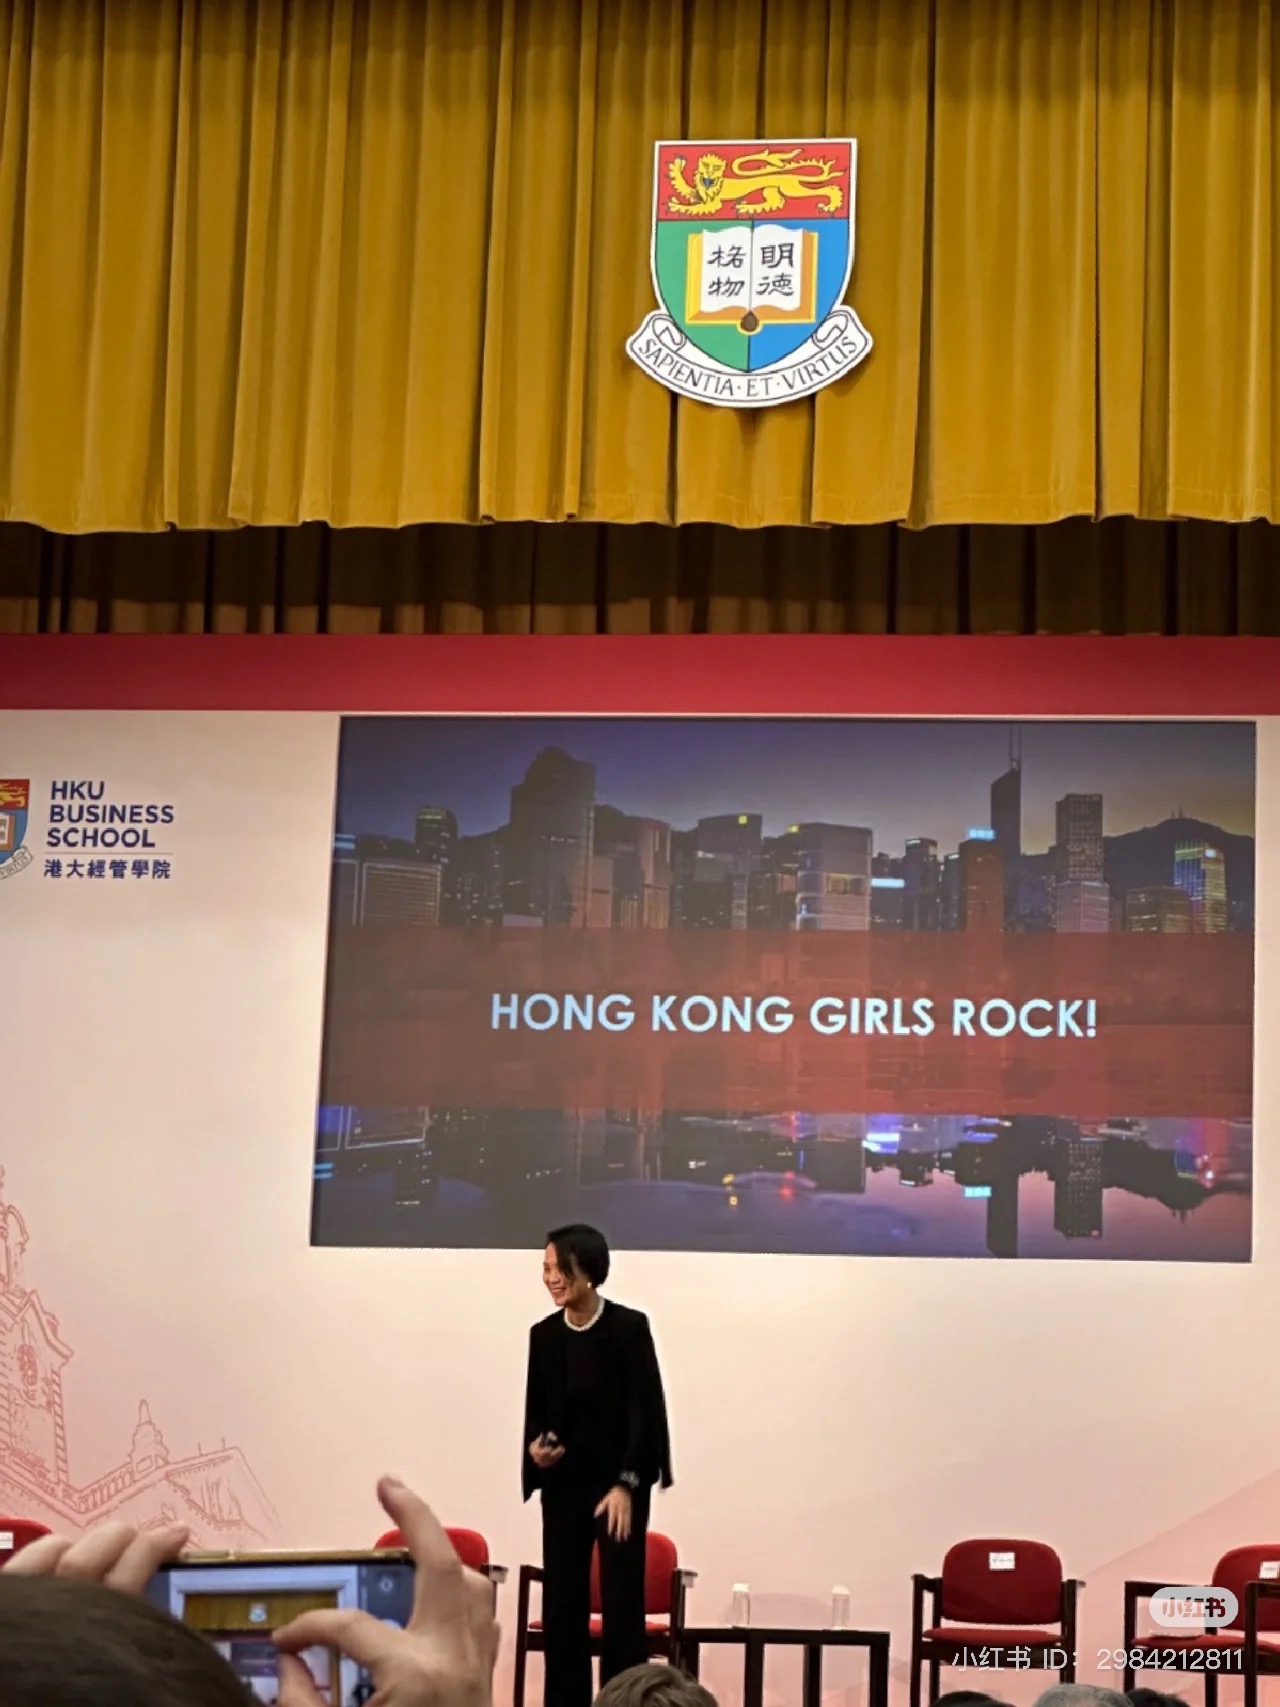 格 明
物 德
SAPIENTIA·ET·VIRTUS
HKU
BUSINESS
SCHOOL
港大經管學院
HONG KONG GIRLS ROCK!
小红书
小红书 ID: 2984212811